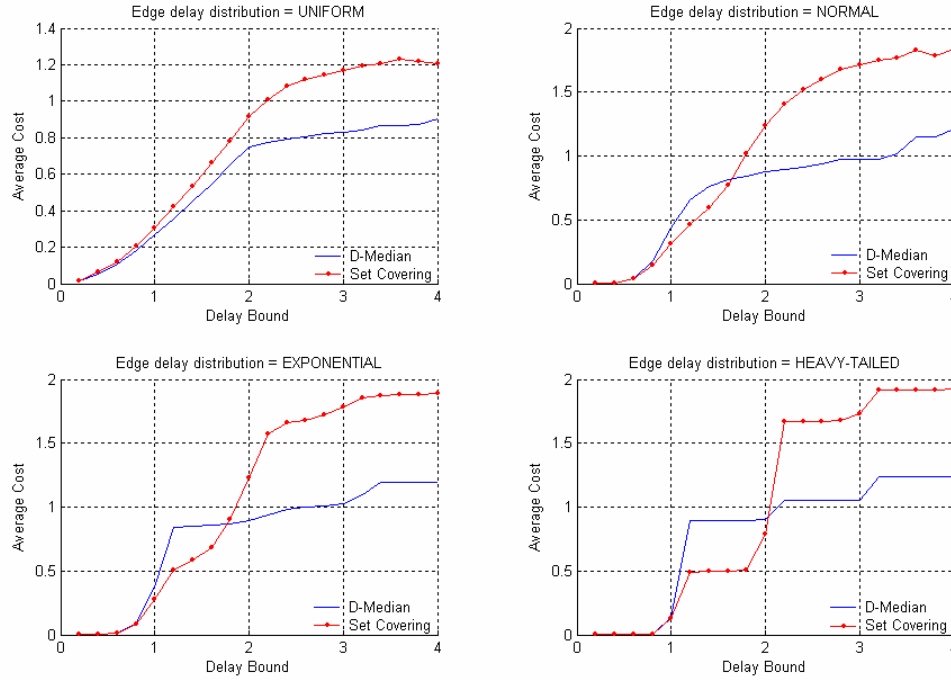 Edge delay distribution = UNIFORM
1.4
1.2
1
0.8
0.6
0.4
0.2
0
Average Cost
D-Median
Set Covering
0 1 2 3 4
Delay Bound
Edge delay distribution = NORMAL
2
1.5
1
0.5
0
Average Cost
D-Median
Set Covering
0 1 2 3 4
Delay Bound
Edge delay distribution = EXPONENTIAL
2
1.5
1
0.5
0
Average Cost
D-Median
Set Covering
0 1 2 3 4
Delay Bound
Edge delay distribution = HEAVY-TAILED
2
1.5
1
0.5
0
Average Cost
D-Median
Set Covering
0 1 2 3 4
Delay Bound